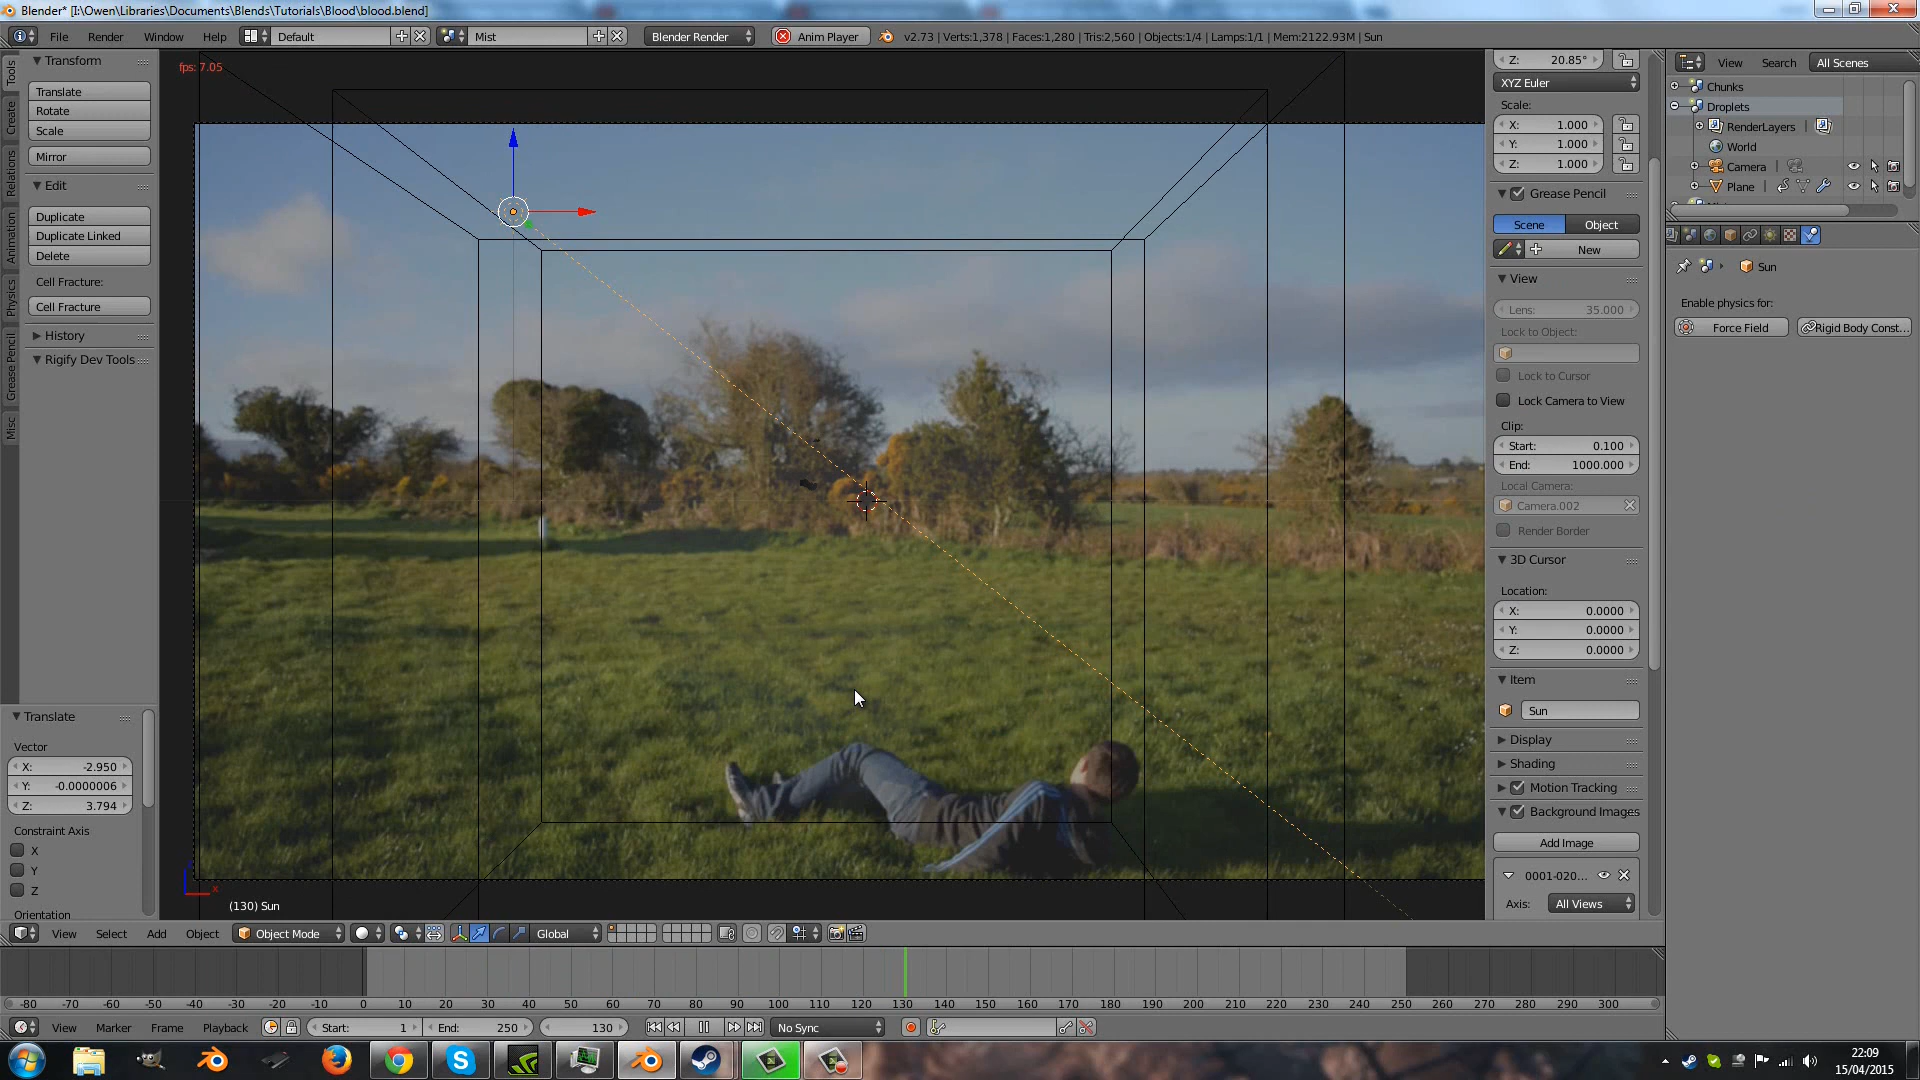 Blender* [I:\Owen\Libraries\Documents\Blends\Tutorials\Blood\blood.blend]
File Render Window Help Default Mist Blender Render Anim Player v2.73 | Verts:1,378 | Faces:1,280 | Tris:2,560 | Objects:1/4 | Lamps:1/1 | Mem:2122.93M | Sun
Tools
Create
Relations
Animation
Physics
Grease Pencil
Misc
Transform
Translate
Rotate
Scale
Mirror
Edit
Duplicate
Duplicate Linked
Delete
Cell Fracture:
Cell Fracture
History
Rigify Dev Tools
Translate
Vector
X: -2.950
Y: -0.0000006
Z: 3.794
Constraint Axis
X
Y
Z
Orientation
fps: 7.05
x
(130) Sun
Z: 20.85°
XYZ Euler
Scale:
X: 1.000
Y: 1.000
Z: 1.000
Grease Pencil
Scene Object
New
View
Lens: 35.000
Lock to Object:
Lock to Cursor
Lock Camera to View
Clip:
Start: 0.100
End: 1000.000
Local Camera:
Camera.002
Render Border
3D Cursor
Location:
X: 0.0000
Y: 0.0000
Z: 0.0000
Item
Sun
Display
Shading
Motion Tracking
Background Images
Add Image
0001-020...
Axis: All Views
View Search All Scenes
Chunks
Droplets
RenderLayers |
World
Camera |
Plane |
Sun
Enable physics for:
Force Field Rigid Body Const...
View Select Add Object Object Mode Global
-80 -70 -60 -50 -40 -30 -20 -10 0 10 20 30 40 50 60 70 80 90 100 110 120 130 140 150 160 170 180 190 200 210 220 230 240 250 260 270 280 290 300
View Marker Frame Playback Start: 1 End: 250 130 No Sync
22:09
15/04/2015